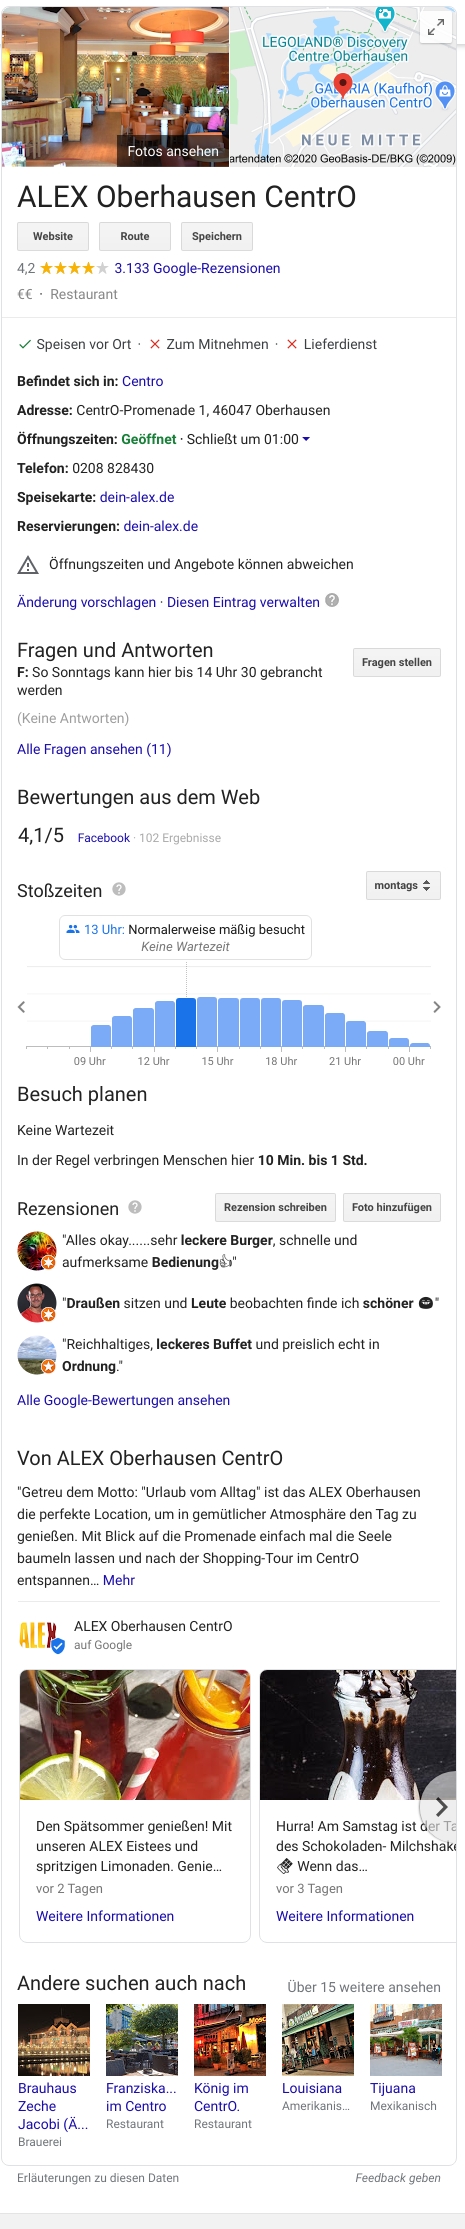 LEGOLAND® Discovery
Centre Oberhausen
(Kaufhof)
Oberhausen CentrO
NEUE MITTE
Fotos ansehen
artendaten ©2020 GeoBasis-DE/BKG (©2009)
ALEX Oberhausen CentrO
Website Route Speichern
4,2 3.133 Google-Rezensionen
€€ · Restaurant
Speisen vor Ort · Zum Mitnehmen · Lieferdienst
Befindet sich in: Centro
Adresse: CentrO-Promenade 1, 46047 Oberhausen
Öffnungszeiten: Geöffnet · Schließt um 01:00
Telefon: 0208 828430
Speisekarte: dein-alex.de
Reservierungen: dein-alex.de
Öffnungszeiten und Angebote können abweichen
Änderung vorschlagen · Diesen Eintrag verwalten ?
Fragen und Antworten
Fragen stellen
F: So Sonntags kann hier bis 14 Uhr 30 gebrancht
werden
(Keine Antworten)
Alle Fragen ansehen (11)
Bewertungen aus dem Web
4,1/5 Facebook · 102 Ergebnisse
Stoßzeiten ? montags
13 Uhr: Normalerweise mäßig besucht
Keine Wartezeit
09 Uhr 12 Uhr 15 Uhr 18 Uhr 21 Uhr 00 Uhr
Besuch planen
Keine Wartezeit
In der Regel verbringen Menschen hier 10 Min. bis 1 Std.
Rezensionen ? Rezension schreiben Foto hinzufügen
"Alles okay......sehr leckere Burger, schnelle und
aufmerksame Bedienung👍"
"Draußen sitzen und Leute beobachten finde ich schöner "
"Reichhaltiges, leckeres Buffet und preislich echt in
Ordnung."
Alle Google-Bewertungen ansehen
Von ALEX Oberhausen CentrO
"Getreu dem Motto: "Urlaub vom Alltag" ist das ALEX Oberhausen
die perfekte Location, um in gemütlicher Atmosphäre den Tag zu
genießen. Mit Blick auf die Promenade einfach mal die Seele
baumeln lassen und nach der Shopping-Tour im CentrO
entspannen… Mehr
ALEX
ALEX Oberhausen CentrO
auf Google
Den Spätsommer genießen! Mit
unseren ALEX Eistees und
spritzigen Limonaden. Genie…
vor 2 Tagen
Weitere Informationen
Hurra! Am Samstag ist der Ta
des Schokoladen- Milchshake
🍫 Wenn das…
vor 3 Tagen
Weitere Informationen
Andere suchen auch nach Über 15 weitere ansehen
Brauhaus
Zeche
Jacobi (Ä...
Brauerei
Franziska...
im Centro
Restaurant
König im
CentrO.
Restaurant
Louisiana
Amerikanis...
Tijuana
Mexikanisch
Erläuterungen zu diesen Daten Feedback geben